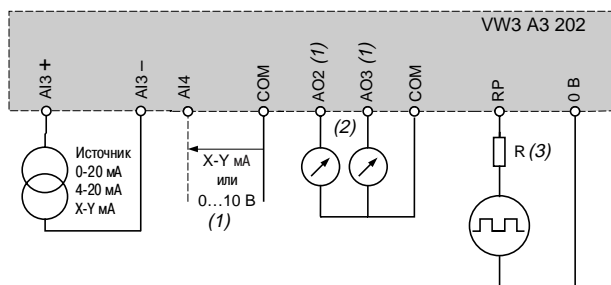 VW3 A3 202
AI3 +
AI3 –
AI4
COM
AO2 (1)
AO3 (1)
COM
RP
0 В
Источник
0-20 мА
4-20 мА
X-Y мА
X-Y мА
или
0...10 В
(1)
(2)
R (3)